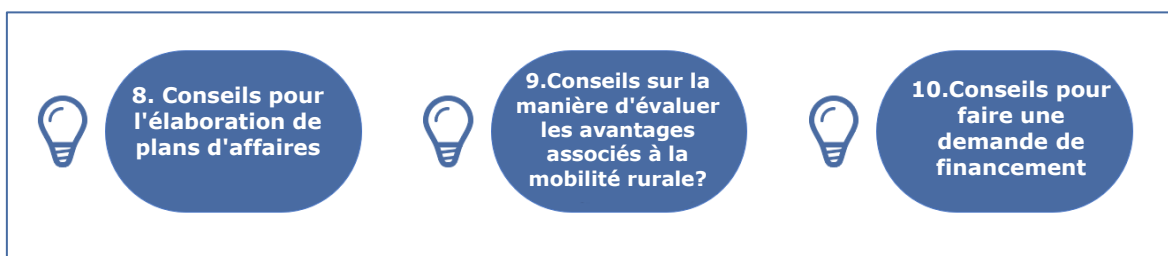 8. Conseils pour
l'élaboration de
plans d'affaires
9.Conseils sur la
manière d'évaluer
les avantages
associés à la
mobilité rurale?
10.Conseils pour
faire une
demande de
financement